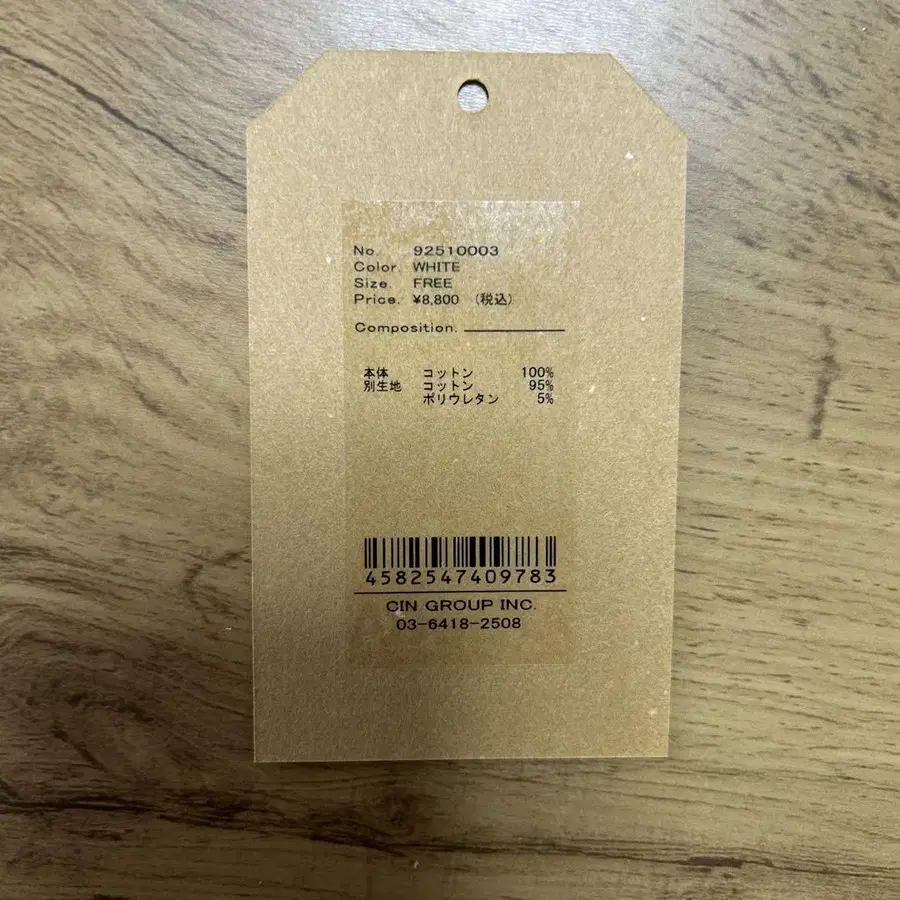 No. 92510003
Color. WHITE
Size. FREE
Price. ¥8,800 (税込)
Composition.
本体 コットン 100%
別生地 コットン 95%
ポリウレタン 5%
4582547409783
CIN GROUP INC.
03-6418-2508